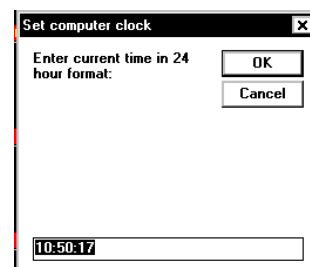 Set computer clock
Enter current time in 24
hour format:
OK
Cancel
10:50:17